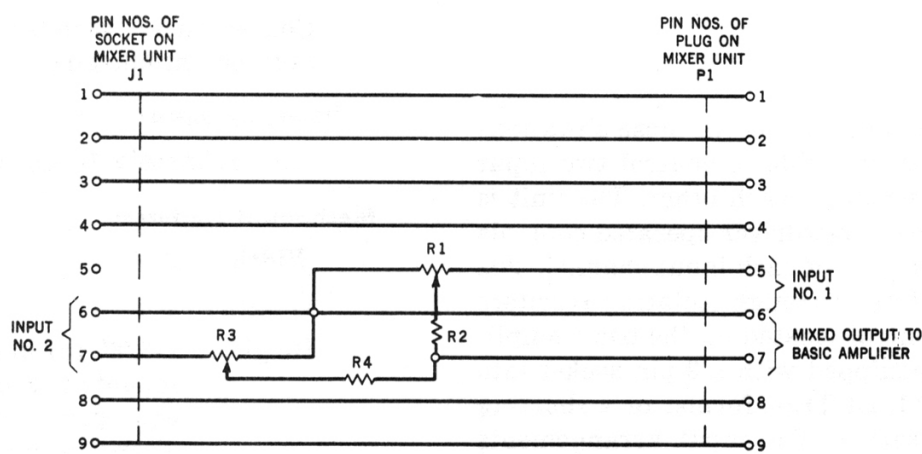 PIN NOS. OF
SOCKET ON
MIXER UNIT
J1
PIN NOS. OF
PLUG ON
MIXER UNIT
P1
1 1
2 2
3 3
4 4
R1
5 5
INPUT
NO. 1
6 6
INPUT
NO. 2
R3 R2
MIXED OUTPUT TO
BASIC AMPLIFIER
7 7
R4
8 8
9 9